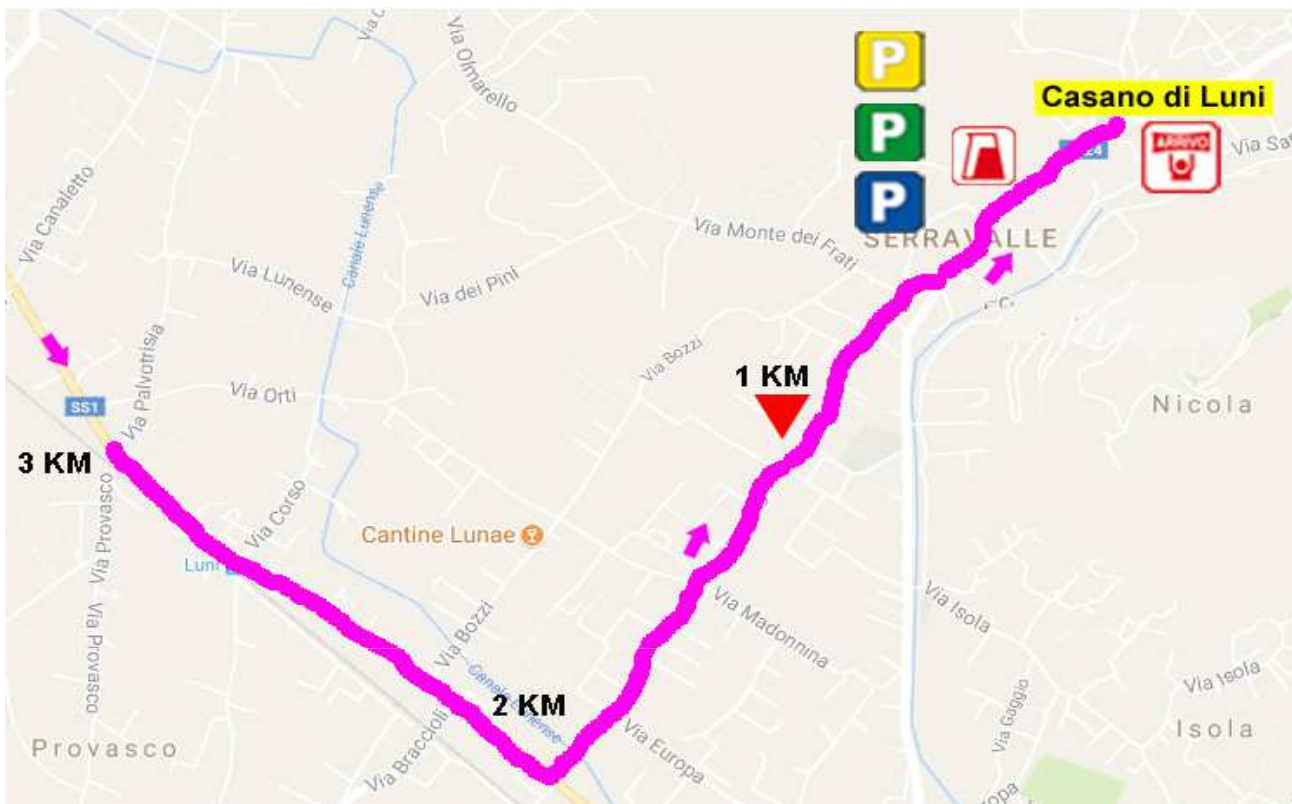 Via Olmarello
P
Casano di Luni
P
ARRIVO
P
Via Canaletto
Canale Lunense
Via Monte dei Frati
SERRAVALLE
Via Lunense
Via dei Pini
Via Palvotrisia
Via Bozzi
1 KM
Via Orti
SS1
Nicola
3 KM
Via Provasco
Via Corso
Cantine Lunae
Luni
Via Provasco
Via Bozzi
Via Madonnina
Via Isola
Canale Lunense
2 KM
Via Isola
Via Gaggio
Provasco
Via Braccioli
Via Europa
Isola